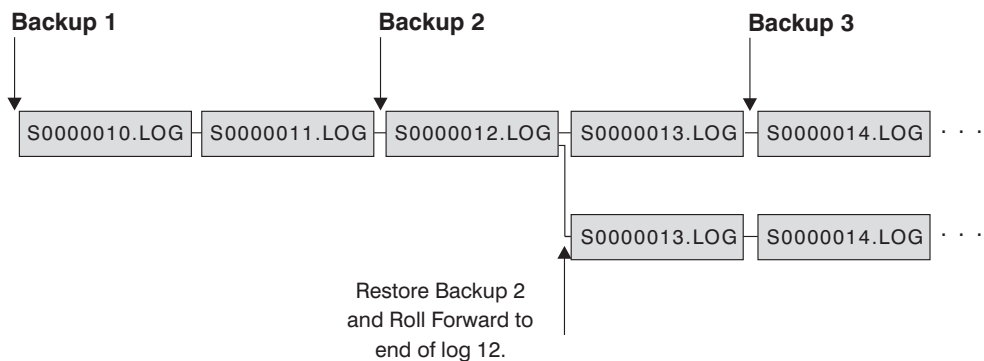 Backup 1 Backup 2 Backup 3
S0000010.LOG S0000011.LOG S0000012.LOG S0000013.LOG S0000014.LOG . . .
S0000013.LOG S0000014.LOG . . .
Restore Backup 2
and Roll Forward to
end of log 12.